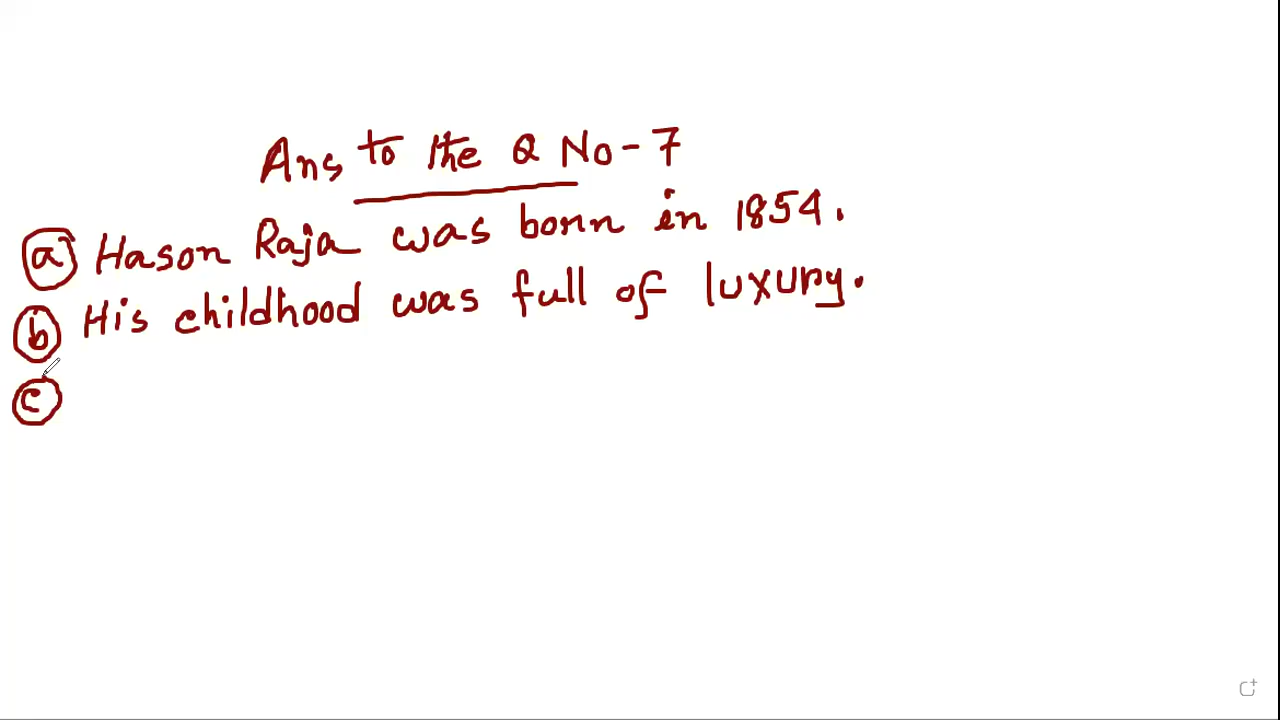 Ans to the Q No-7
(a) Hason Raja was born in 1854.
(b) His childhood was full of luxury.
(c)